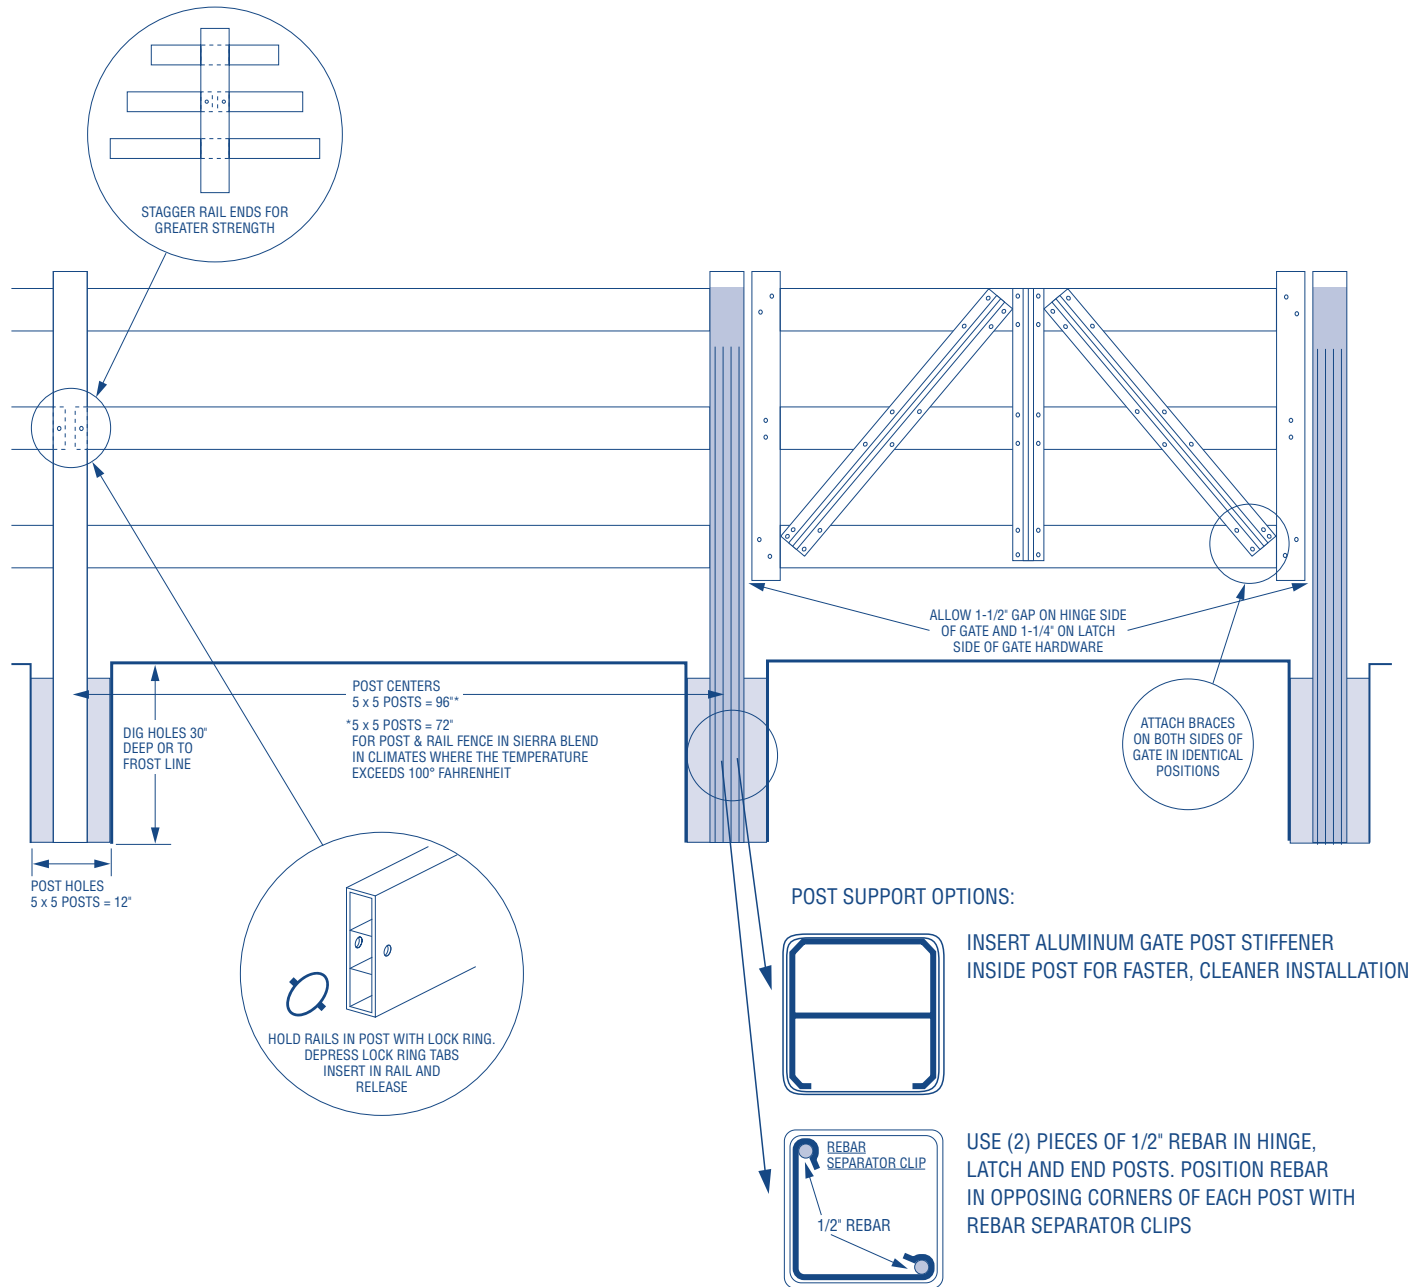 STAGGER RAIL ENDS FOR
GREATER STRENGTH
ALLOW 1-1/2" GAP ON HINGE SIDE
OF GATE AND 1-1/4" ON LATCH
SIDE OF GATE HARDWARE
POST CENTERS
5 x 5 POSTS = 96"*
*5 x 5 POSTS = 72"
FOR POST & RAIL FENCE IN SIERRA BLEND
IN CLIMATES WHERE THE TEMPERATURE
EXCEEDS 100° FAHRENHEIT
DIG HOLES 30"
DEEP OR TO
FROST LINE
ATTACH BRACES
ON BOTH SIDES OF
GATE IN IDENTICAL
POSITIONS
POST HOLES
5 x 5 POSTS = 12"
HOLD RAILS IN POST WITH LOCK RING.
DEPRESS LOCK RING TABS
INSERT IN RAIL AND
RELEASE
POST SUPPORT OPTIONS:
INSERT ALUMINUM GATE POST STIFFENER
INSIDE POST FOR FASTER, CLEANER INSTALLATION
REBAR
SEPARATOR CLIP
1/2" REBAR
USE (2) PIECES OF 1/2" REBAR IN HINGE,
LATCH AND END POSTS. POSITION REBAR
IN OPPOSING CORNERS OF EACH POST WITH
REBAR SEPARATOR CLIPS